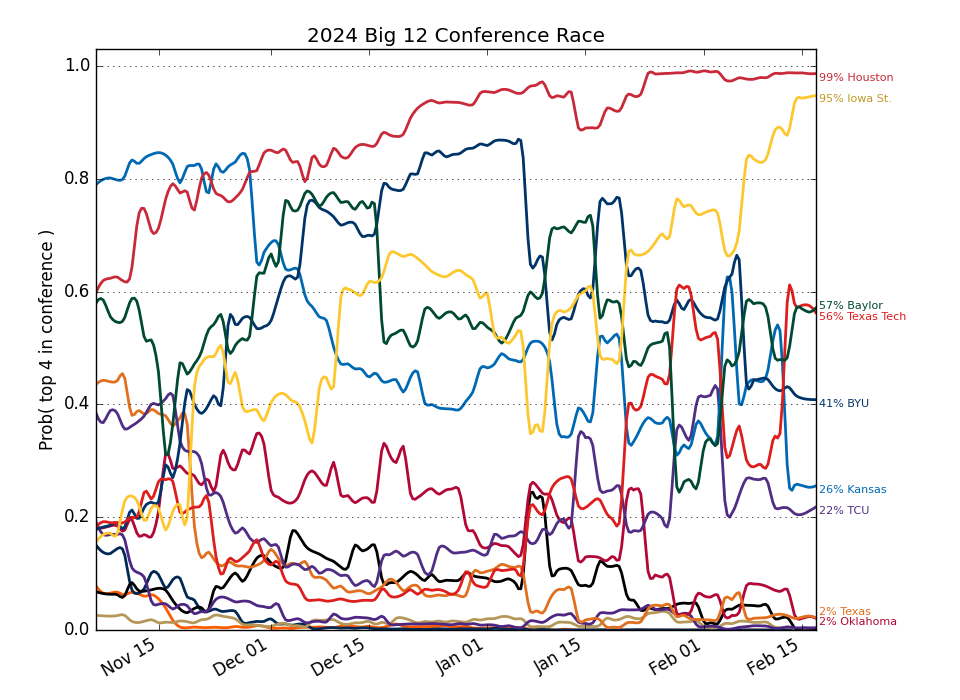 2024 Big 12 Conference Race
Prob( top 4 in conference )
1.0
0.8
0.6
0.4
0.2
0.0
99% Houston
95% Iowa St.
57% Baylor
56% Texas Tech
41% BYU
26% Kansas
22% TCU
2% Texas
2% Oklahoma
Nov 15
Dec 01
Dec 15
Jan 01
Jan 15
Feb 01
Feb 15